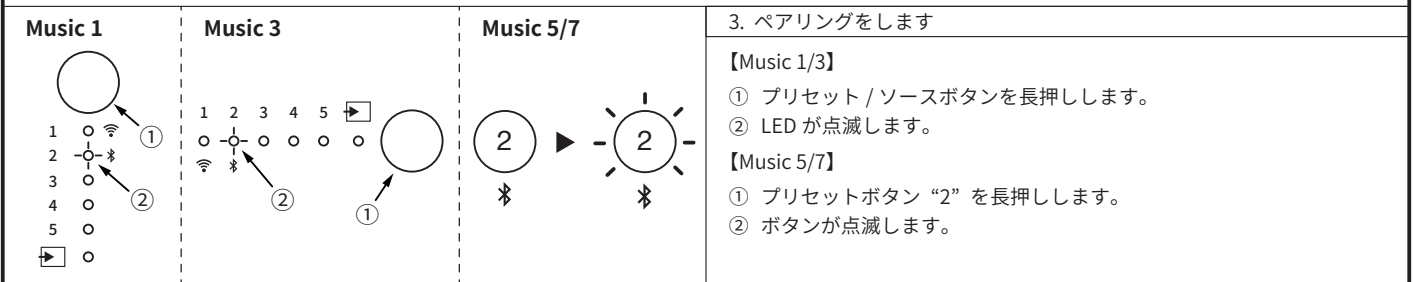 Music 1
①
1
2
②
3
4
5
Music 3
1 2 3 4 5
②
①
Music 5/7
2 ▶ 2
3. ペアリングをします
【Music 1/3】
① プリセット / ソースボタンを長押しします。
② LED が点滅します。
【Music 5/7】
① プリセットボタン “2” を長押しします。
② ボタンが点滅します。